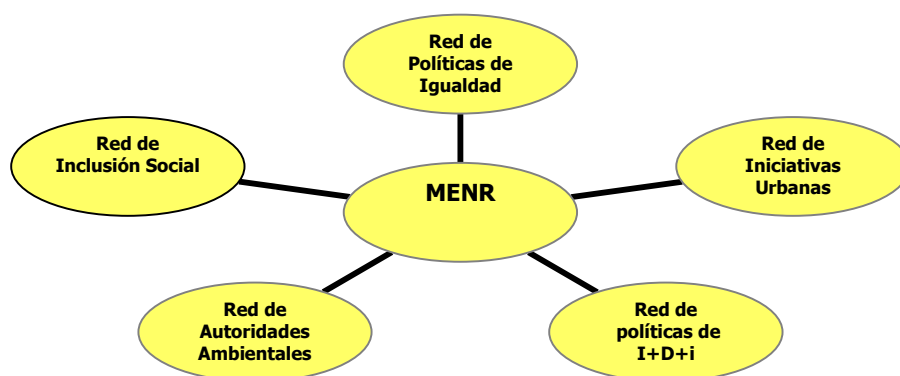 Red de
Políticas de
Igualdad
Red de
Inclusión Social
Red de
Iniciativas
Urbanas
MENR
Red de
Autoridades
Ambientales
Red de
políticas de
I+D+i